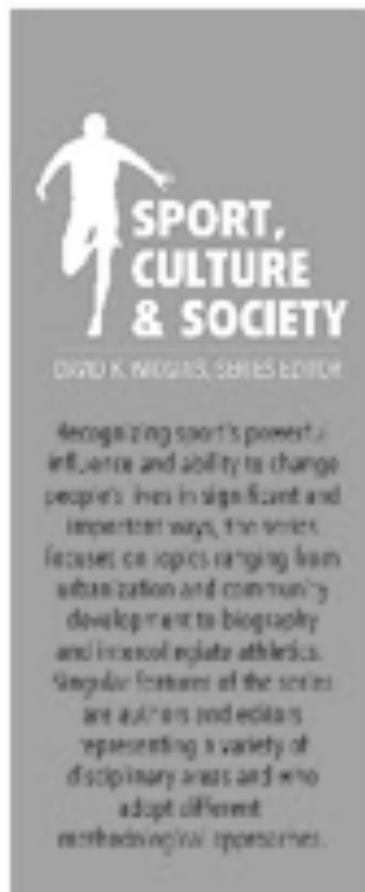 SPORT,
CULTURE
& SOCIETY
DAVID K. WIGGINS, SERIES EDITOR
Recognizing sport's powerful
influence and ability to change
people's lives in significant and
important ways, the series
focuses on topics ranging from
urbanization and community
development to biography
and intercollegiate athletics.
Singular features of the series
are authors and editors
representing a variety of
disciplinary areas and who
adopt different
methodological approaches.